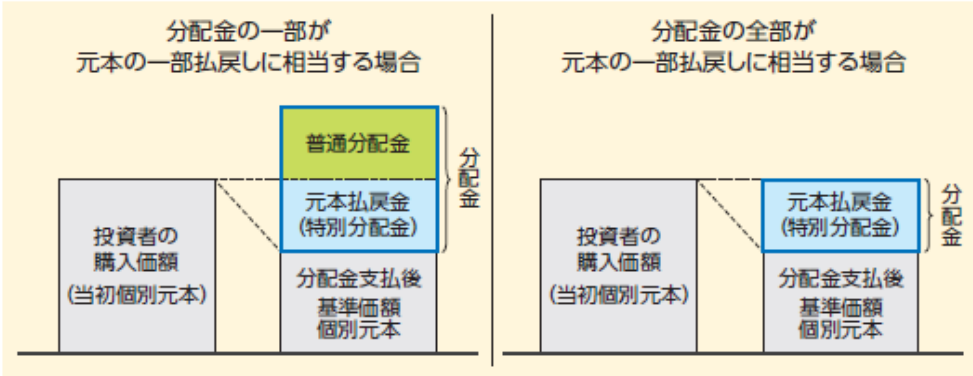 分配金の一部が
元本の一部払戻しに相当する場合
普通分配金
元本払戻金
(特別分配金)
分配金
投資者の
購入価額
(当初個別元本)
分配金支払後
基準価額
個別元本
分配金の全部が
元本の一部払戻しに相当する場合
元本払戻金
(特別分配金)
分配金
投資者の
購入価額
(当初個別元本)
分配金支払後
基準価額
個別元本